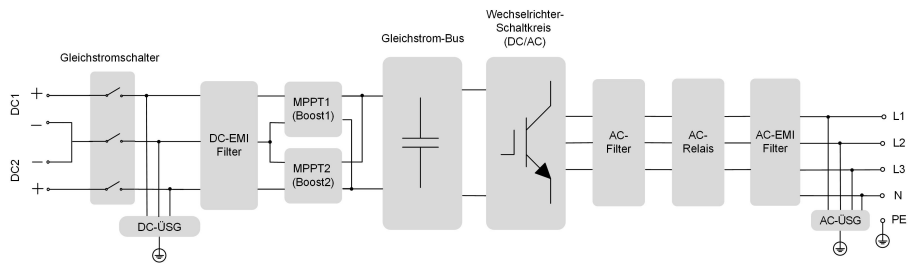 Gleichstromschalter
Gleichstrom-Bus
Wechselrichter-
Schaltkreis
(DC/AC)
DC1
+
−
DC2
−
+
DC-EMI
Filter
MPPT1
(Boost1)
MPPT2
(Boost2)
AC-
Filter
AC-
Relais
AC-EMI
Filter
L1
L2
L3
N
PE
DC-ÜSG
AC-ÜSG